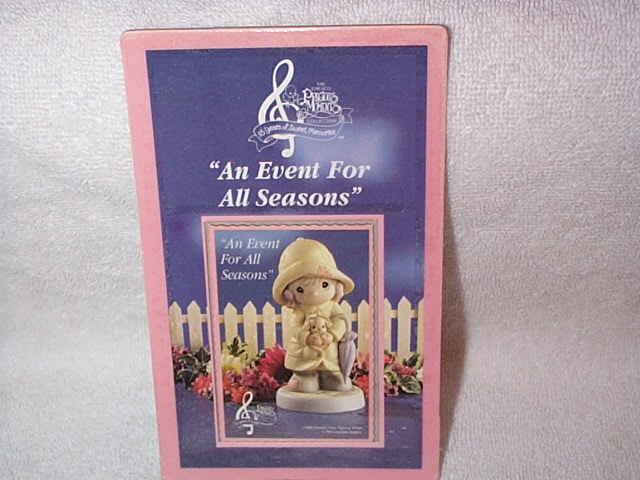 THE
ENESCO
PRECIOUS
MOMENTS
COLLECTION
15 Years of Sweet Memories
"An Event For
All Seasons"
"An Event
For All
Seasons"